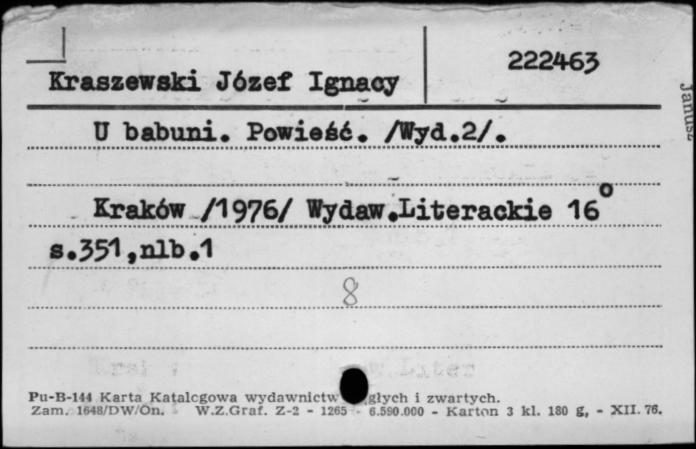 222463
Kraszewski Józef Ignacy
U babuni. Powieść. /Wyd.2/.
Kraków /1976/ Wydaw.Literackie 16°
s.351,nlb.1
8
Pu-B-144 Karta Katalogowa wydawnictw głych i zwartych.
Zam. 1648/DW/On. W.Z.Graf. Z-2 - 1265 - 6.590.000 - Karton 3 kl. 180 g, - XII. 76.
Janusz